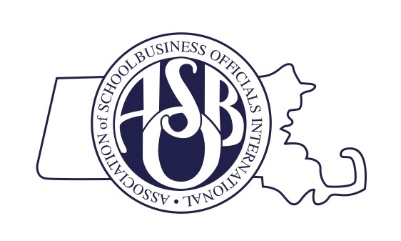 ASSOCIATION of SCHOOL BUSINESS OFFICIALS INTERNATIONAL •
ASBO